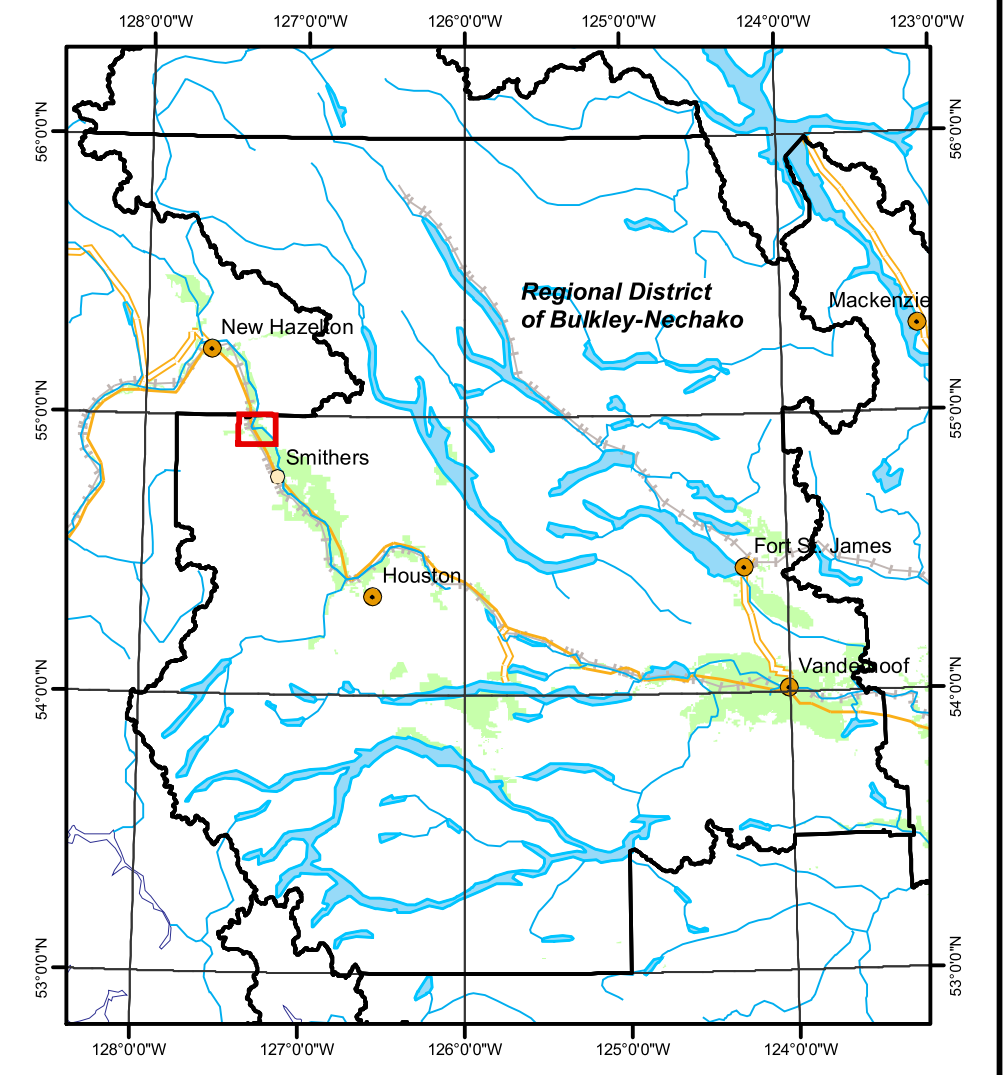 128°0'0"W 127°0'0"W 126°0'0"W 125°0'0"W 124°0'0"W 123°0'0"W
56°0'0"N
56°0'0"N
Regional District
of Bulkley-Nechako
Mackenzie
New Hazelton
55°0'0"N
55°0'0"N
Smithers
Fort St. James
Houston
Vanderhoof
54°0'0"N
54°0'0"N
53°0'0"N
53°0'0"N
128°0'0"W 127°0'0"W 126°0'0"W 125°0'0"W 124°0'0"W